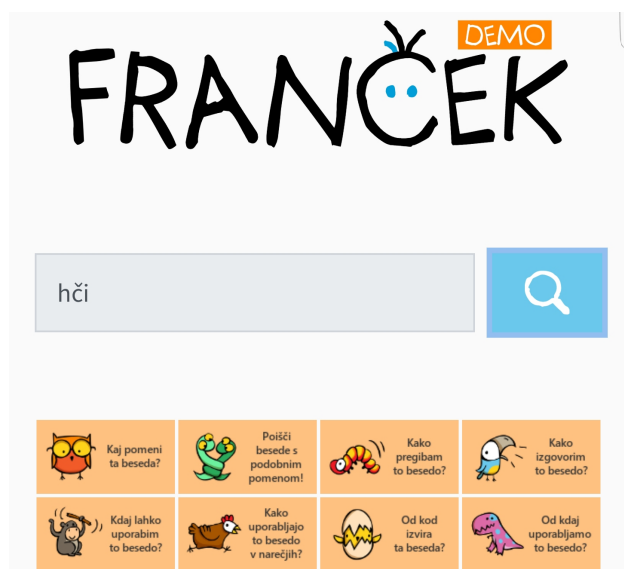 DEMO
FRANČEK
hči
Kaj pomeni
ta beseda?
Poišči
besede s
podobnim
pomenom!
Kako
pregibam
to besedo?
Kako
izgovorim
to besedo?
Kdaj lahko
uporabim
to besedo?
Kako
uporabljajo
to besedo
v narečjih?
Od kod
izvira
ta beseda?
Od kdaj
uporabljamo
to besedo?